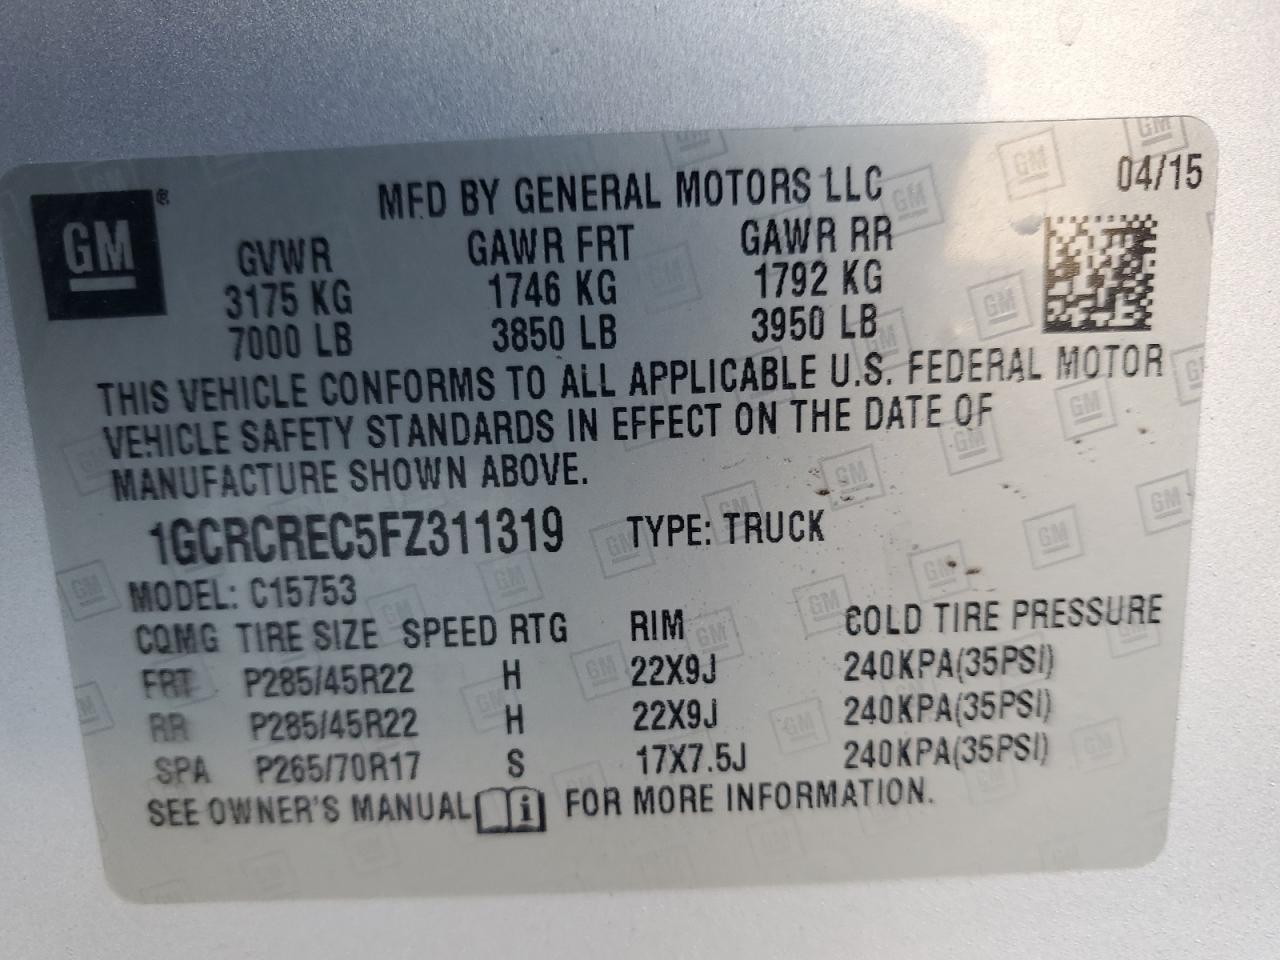 GM ®
MFD BY GENERAL MOTORS LLC 04/15
GVWR GAWR FRT GAWR RR
3175 KG 1746 KG 1792 KG
7000 LB 3850 LB 3950 LB
THIS VEHICLE CONFORMS TO ALL APPLICABLE U.S. FEDERAL MOTOR
VEHICLE SAFETY STANDARDS IN EFFECT ON THE DATE OF
MANUFACTURE SHOWN ABOVE.
1GCRCREC5FZ311319 TYPE: TRUCK
MODEL: C15753
CQMG TIRE SIZE SPEED RTG RIM COLD TIRE PRESSURE
FRT P285/45R22 H 22X9J 240KPA(35PSI)
RR P285/45R22 H 22X9J 240KPA(35PSI)
SPA P265/70R17 S 17X7.5J 240KPA(35PSI)
SEE OWNER'S MANUAL i FOR MORE INFORMATION.